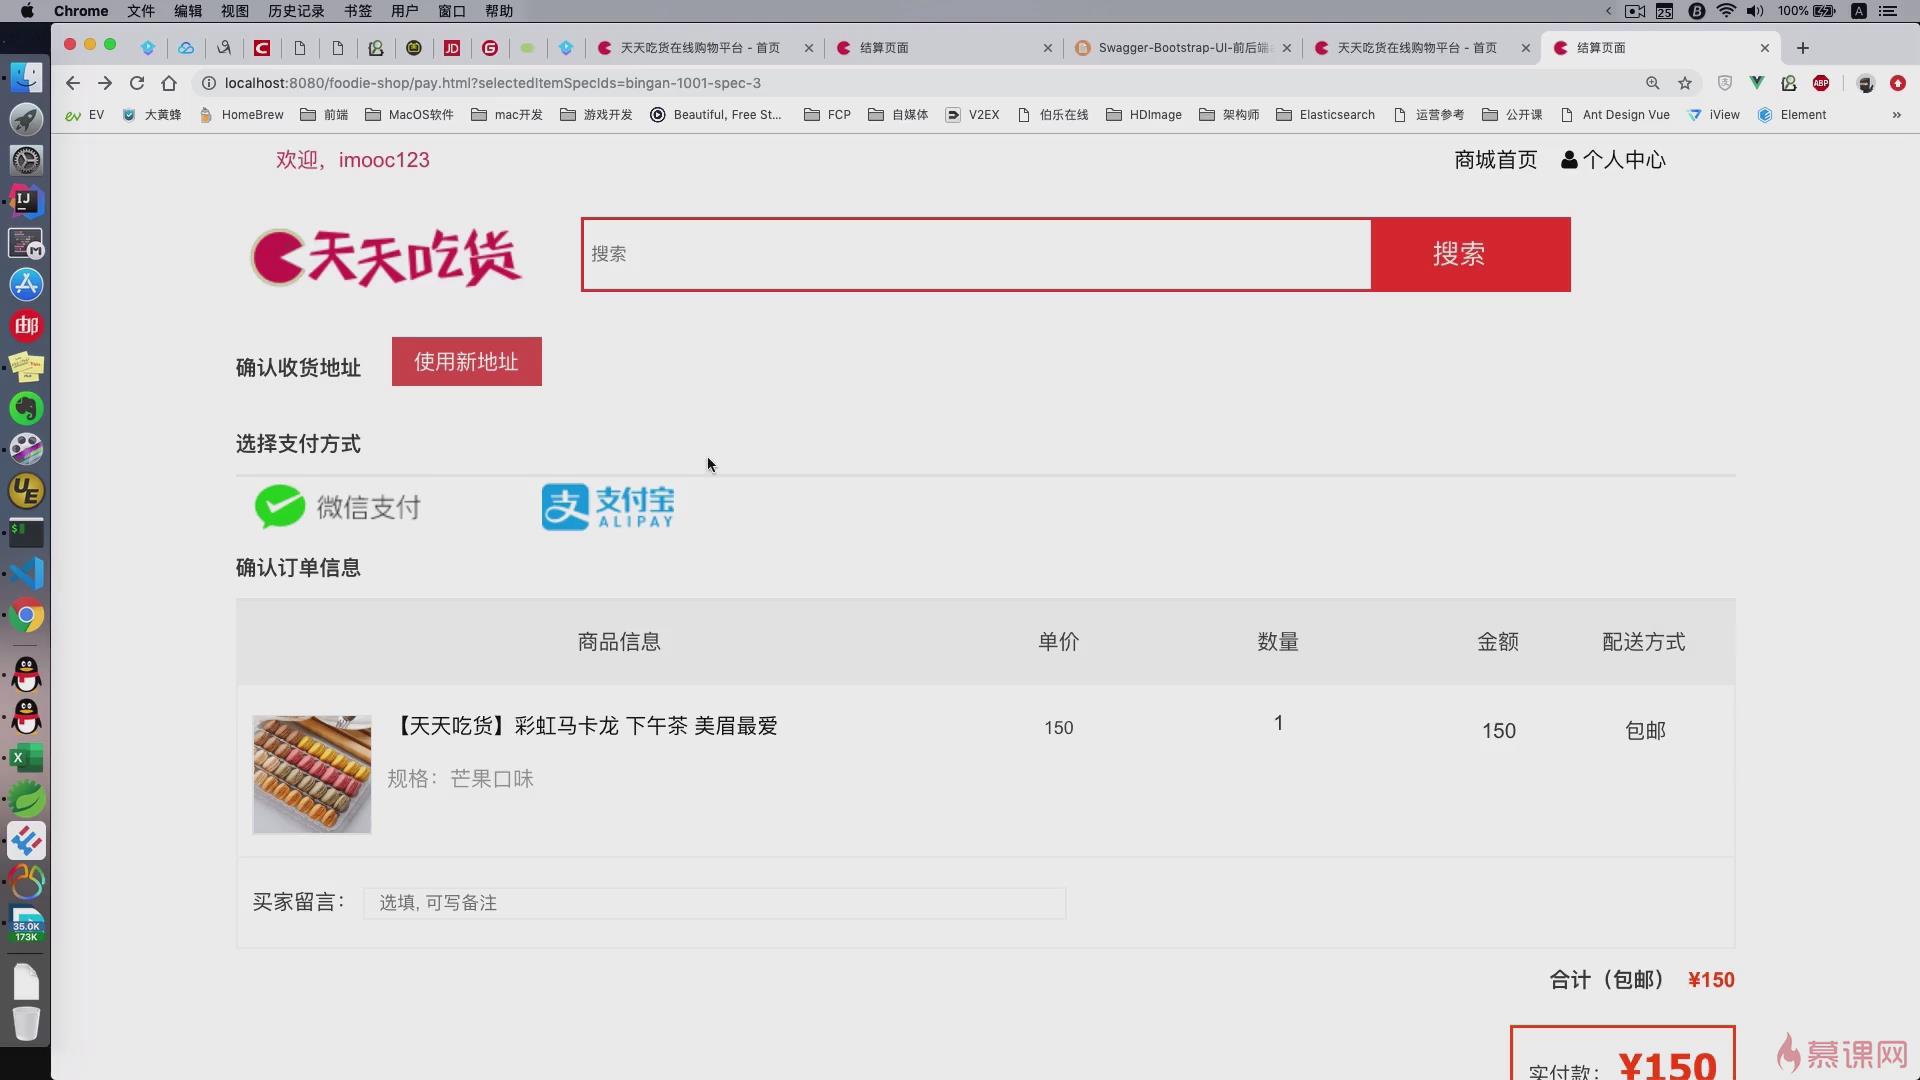 Chrome 文件 编辑 视图 历史记录 书签 用户 窗口 帮助
25 100% A
JD 天天吃货在线购物平台 - 首页 结算页面 Swagger-Bootstrap-UI-前后端 天天吃货在线购物平台 - 首页 结算页面
localhost:8080/foodie-shop/pay.html?selectedItemSpecIds=bingan-1001-spec-3 ABP
EV 大黄蜂 HomeBrew 前端 MacOS软件 mac开发 游戏开发 Beautiful, Free St... FCP 自媒体 V2EX 伯乐在线 HDImage 架构师 Elasticsearch 运营参考 公开课 Ant Design Vue iView Element »
欢迎，imooc123 商城首页 个人中心
天天吃货 搜索 搜索
确认收货地址 使用新地址
选择支付方式
微信支付 支付宝 ALIPAY
确认订单信息
商品信息 单价 数量 金额 配送方式
【天天吃货】彩虹马卡龙 下午茶 美眉最爱 150 1 150 包邮
规格：芒果口味
买家留言： 选填, 可写备注
合计（包邮） ¥150
实付款： ¥150
慕课网
IJ
M
邮
UE
$
X
35.0K
173K